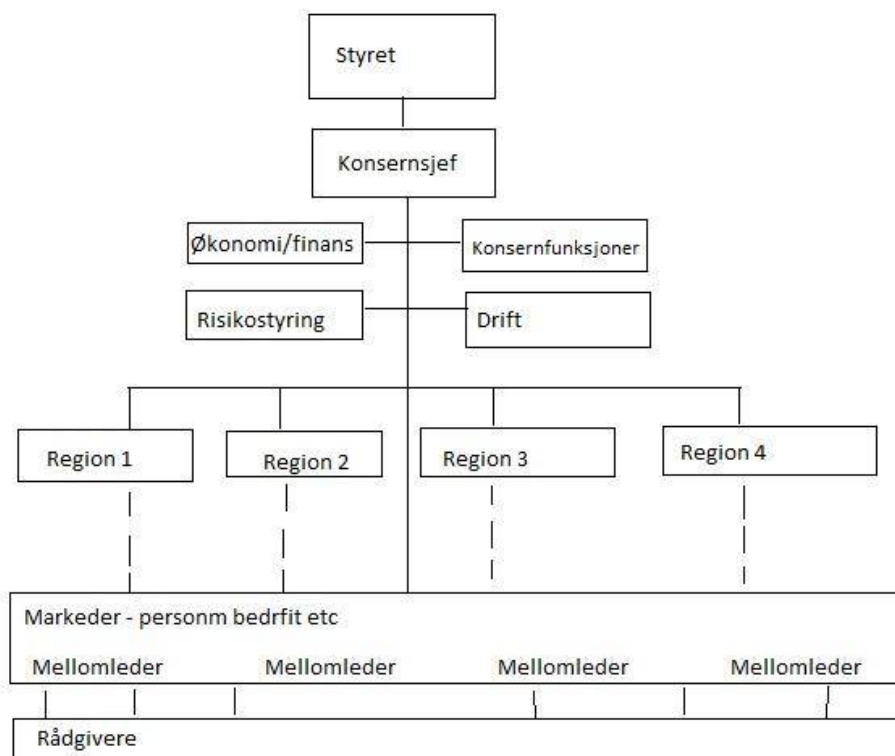 Styret
Konsernsjef
Økonomi/finans
Konsernfunksjoner
Risikostyring
Drift
Region 1
Region 2
Region 3
Region 4
Markeder - personm bedrfit etc
Mellomleder
Mellomleder
Mellomleder
Mellomleder
Rådgivere